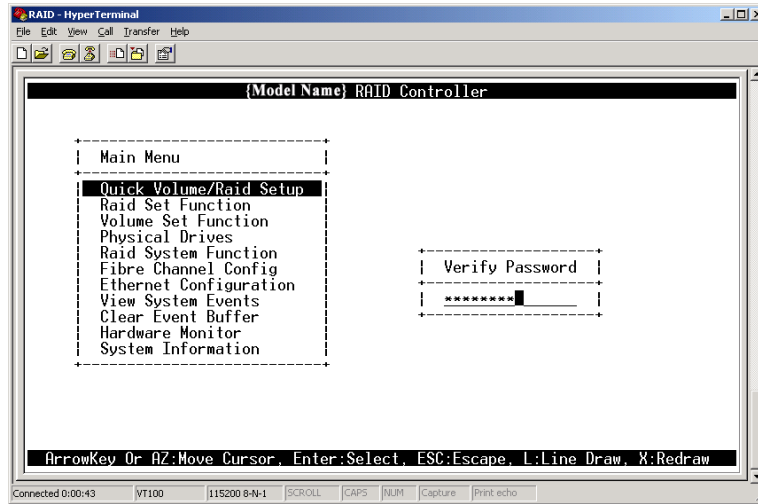 RAID - HyperTerminal
File Edit View Call Transfer Help
{Model Name} RAID Controller
Main Menu
Quick Volume/Raid Setup
Raid Set Function
Volume Set Function
Physical Drives
Raid System Function
Fibre Channel Config
Ethernet Configuration
View System Events
Clear Event Buffer
Hardware Monitor
System Information
Verify Password
********
ArrowKey Or AZ:Move Cursor, Enter:Select, ESC:Escape, L:Line Draw, X:Redraw
Connected 0:00:43 VT100 115200 8-N-1 SCROLL CAPS NUM Capture Print echo